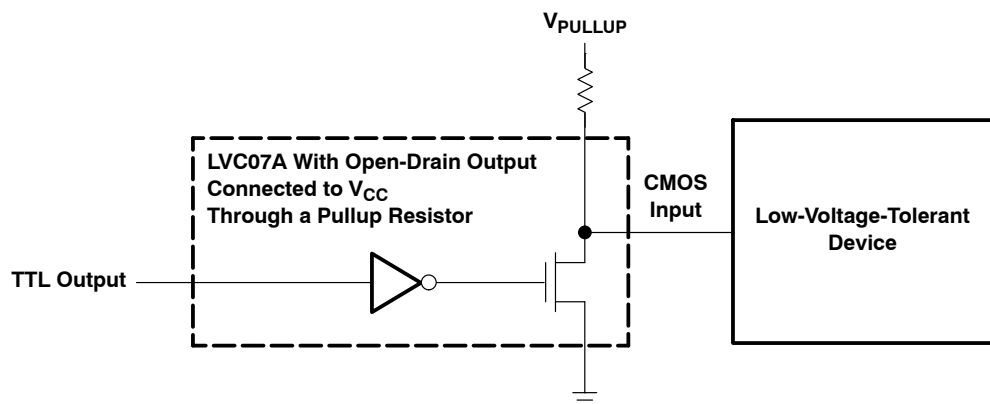 VPULLUP
LVC07A With Open-Drain Output
Connected to VCC
Through a Pullup Resistor
CMOS
Input
Low-Voltage-Tolerant
Device
TTL Output